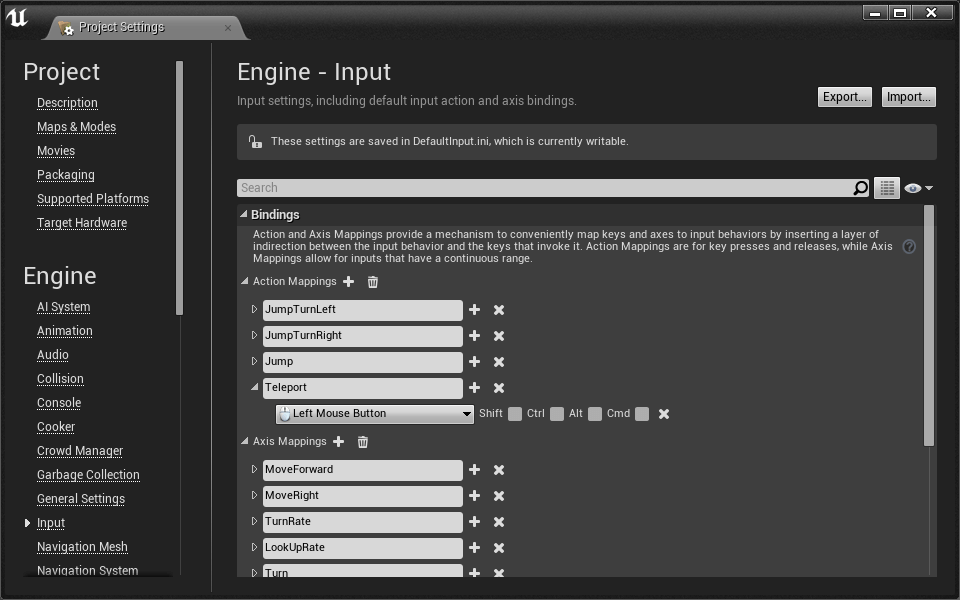 Project Settings
Project
Description
Maps & Modes
Movies
Packaging
Supported Platforms
Target Hardware
Engine
AI System
Animation
Audio
Collision
Console
Cooker
Crowd Manager
Garbage Collection
General Settings
Input
Navigation Mesh
Navigation System
Engine - Input
Input settings, including default input action and axis bindings.
Export...
Import...
These settings are saved in DefaultInput.ini, which is currently writable.
Search
Bindings
Action and Axis Mappings provide a mechanism to conveniently map keys and axes to input behaviors by inserting a layer of
indirection between the input behavior and the keys that invoke it. Action Mappings are for key presses and releases, while Axis
Mappings allow for inputs that have a continuous range.
Action Mappings
JumpTurnLeft
JumpTurnRight
Jump
Teleport
Left Mouse Button Shift Ctrl Alt Cmd
Axis Mappings
MoveForward
MoveRight
TurnRate
LookUpRate
Turn